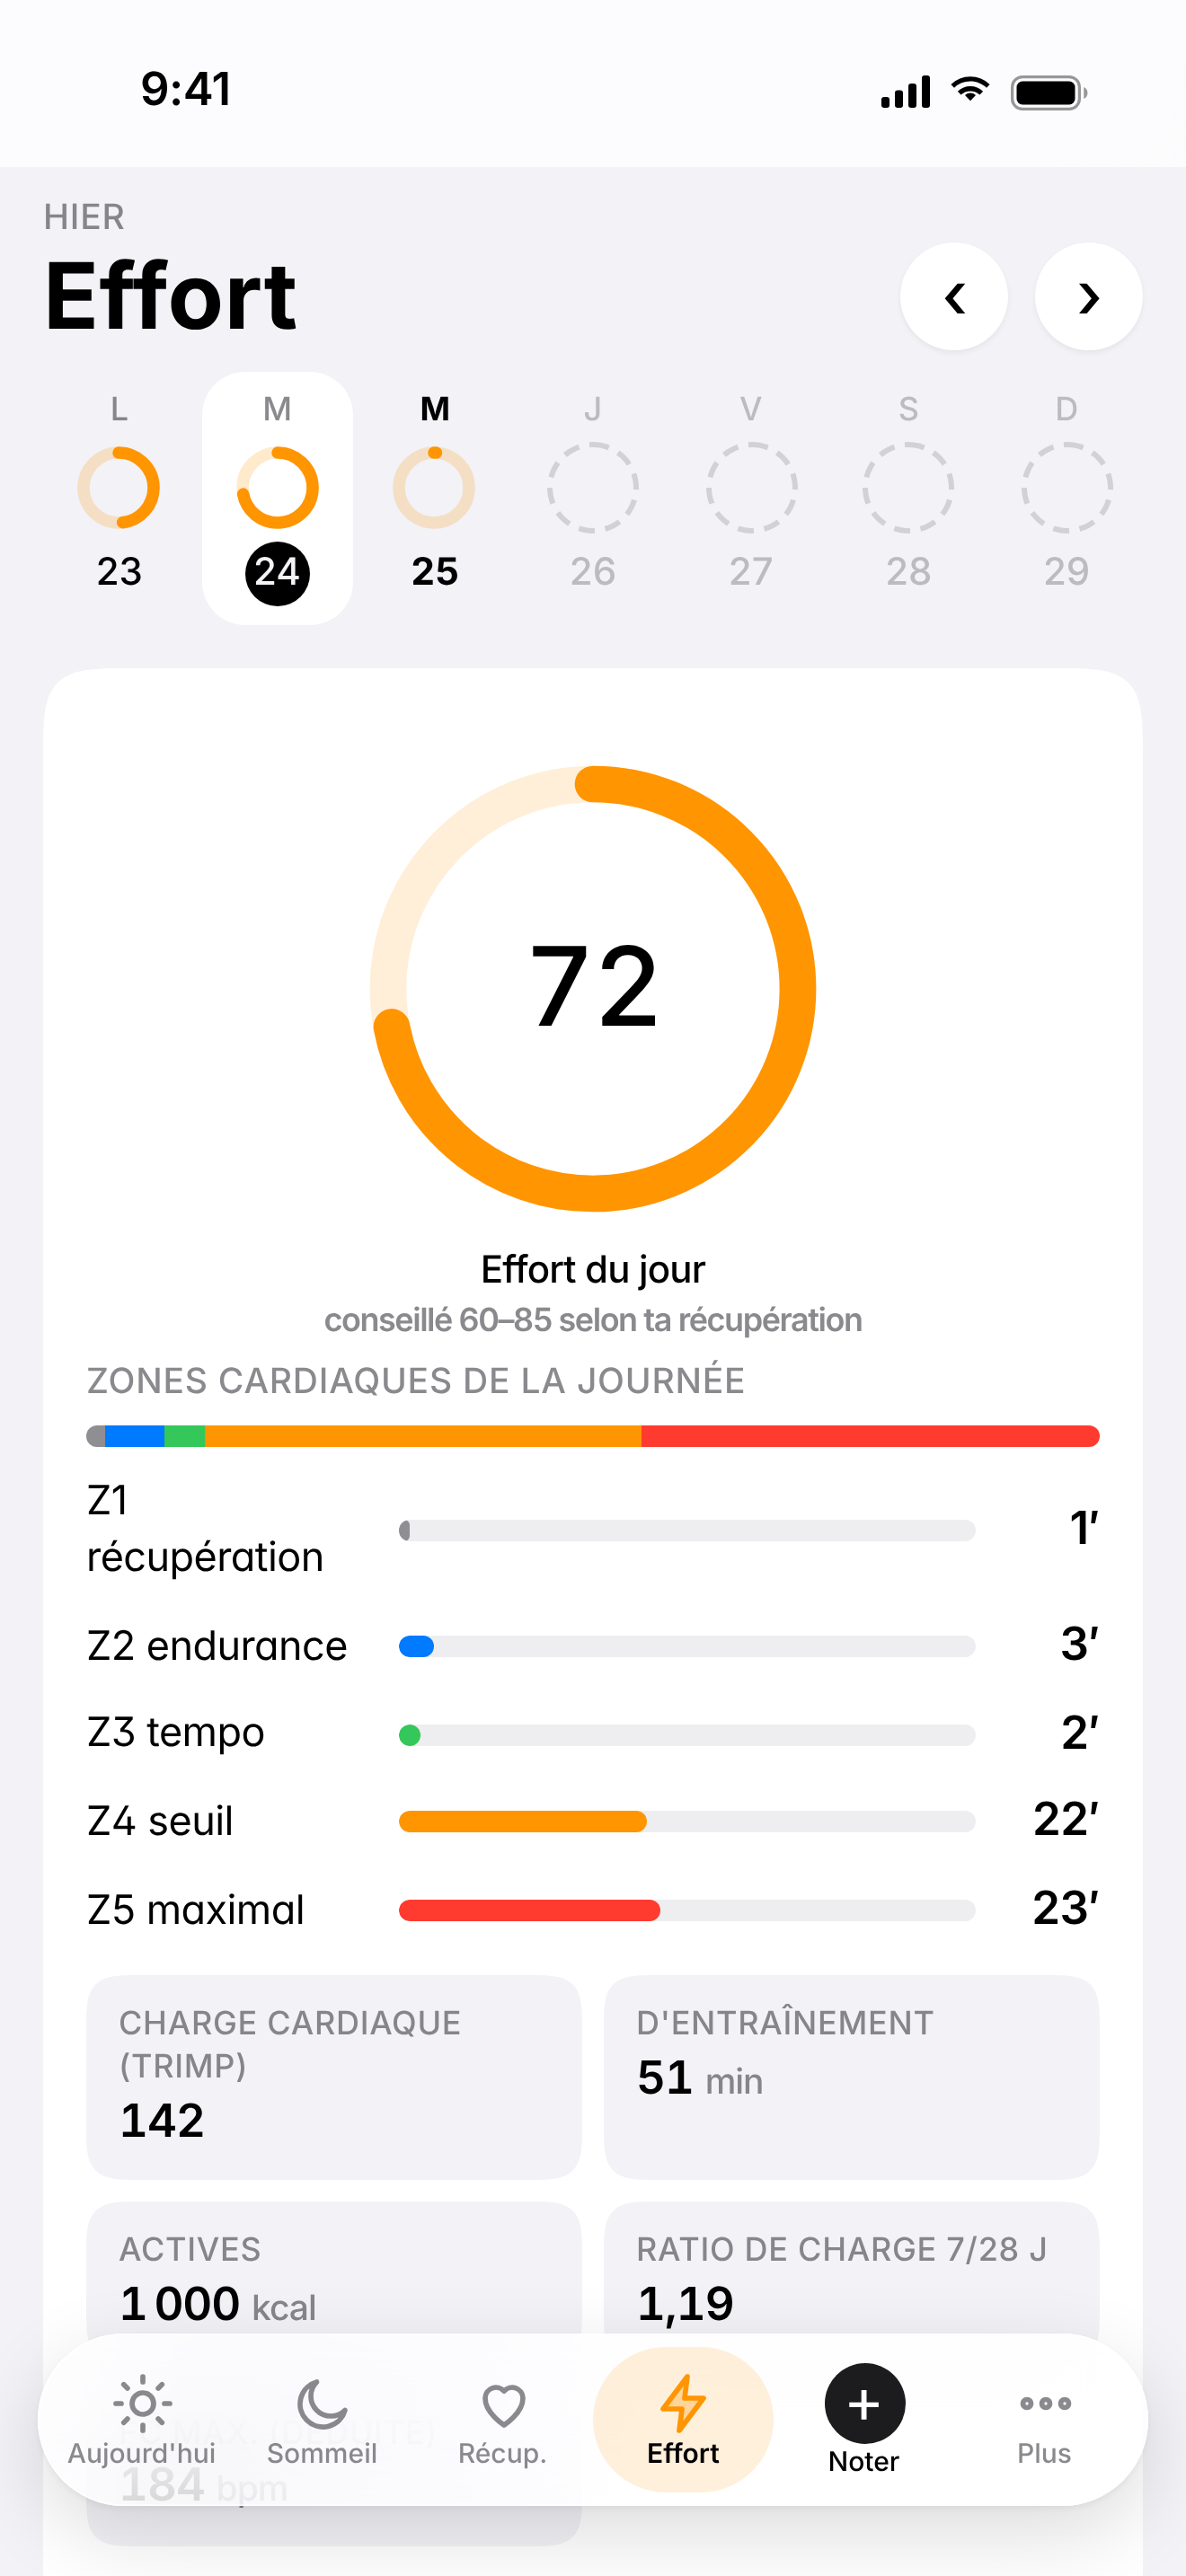 9:41
HIER
Effort
L M M J V S D
23 24 25 26 27 28 29
72
Effort du jour
conseillé 60–85 selon ta récupération
ZONES CARDIAQUES DE LA JOURNÉE
Z1
récupération
1′
Z2 endurance 3′
Z3 tempo 2′
Z4 seuil 22′
Z5 maximal 23′
CHARGE CARDIAQUE
(TRIMP)
142
D'ENTRAÎNEMENT
51 min
ACTIVES
1 000 kcal
RATIO DE CHARGE 7/28 J
1,19
MAX. (DÉDUITE)
184 bpm
Aujourd'hui Sommeil Récup. Effort Noter Plus